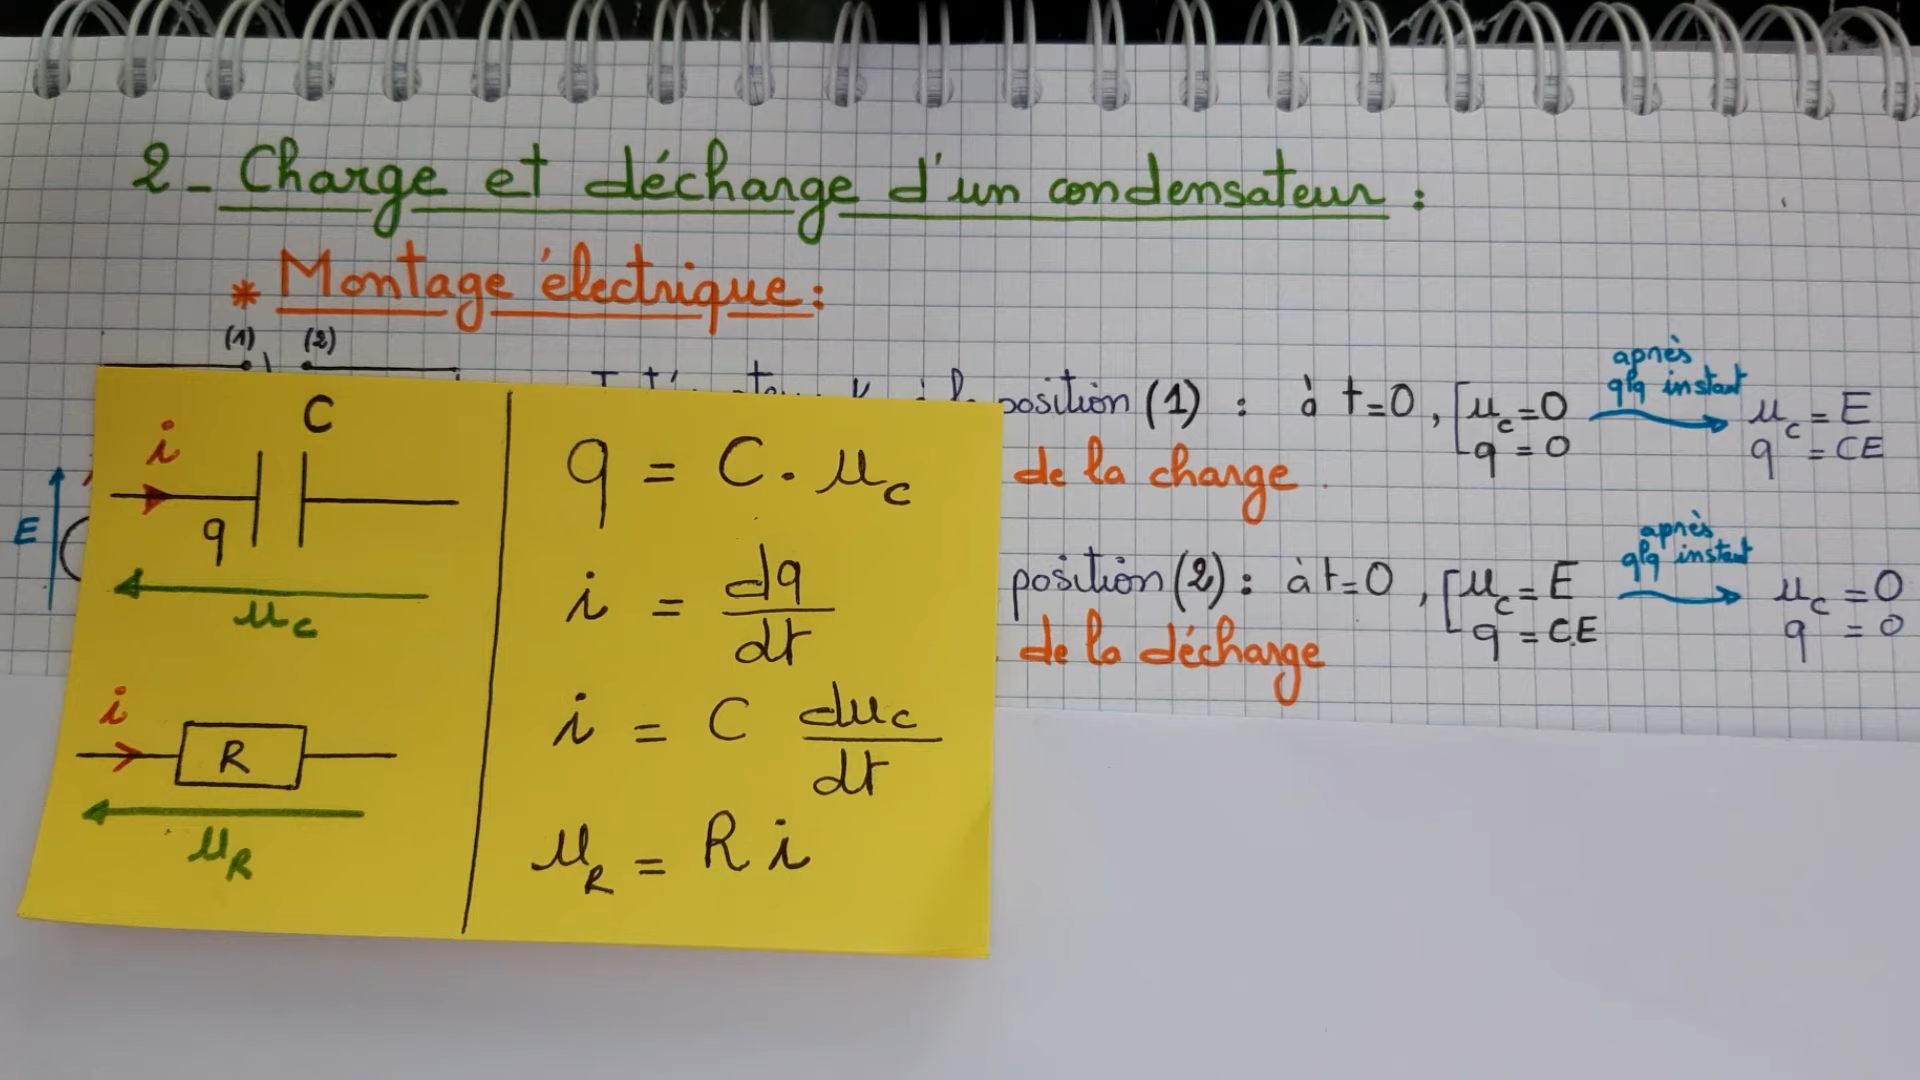 2 - Charge et décharge d'un condensateur :
* Montage électrique :
(1) (2)
position (1) : à t=0, [u_c = 0 après qlq instant u_c = E
q = 0 q = CE
de la charge.
position (2) : à t=0, [u_c = E après qlq instant u_c = 0
q = CE q = 0
de la décharge
E
C
i
q
u_c
i
R
u_R
q = C . u_c
i = dq/dt
i = C du_c/dt
u_R = R i